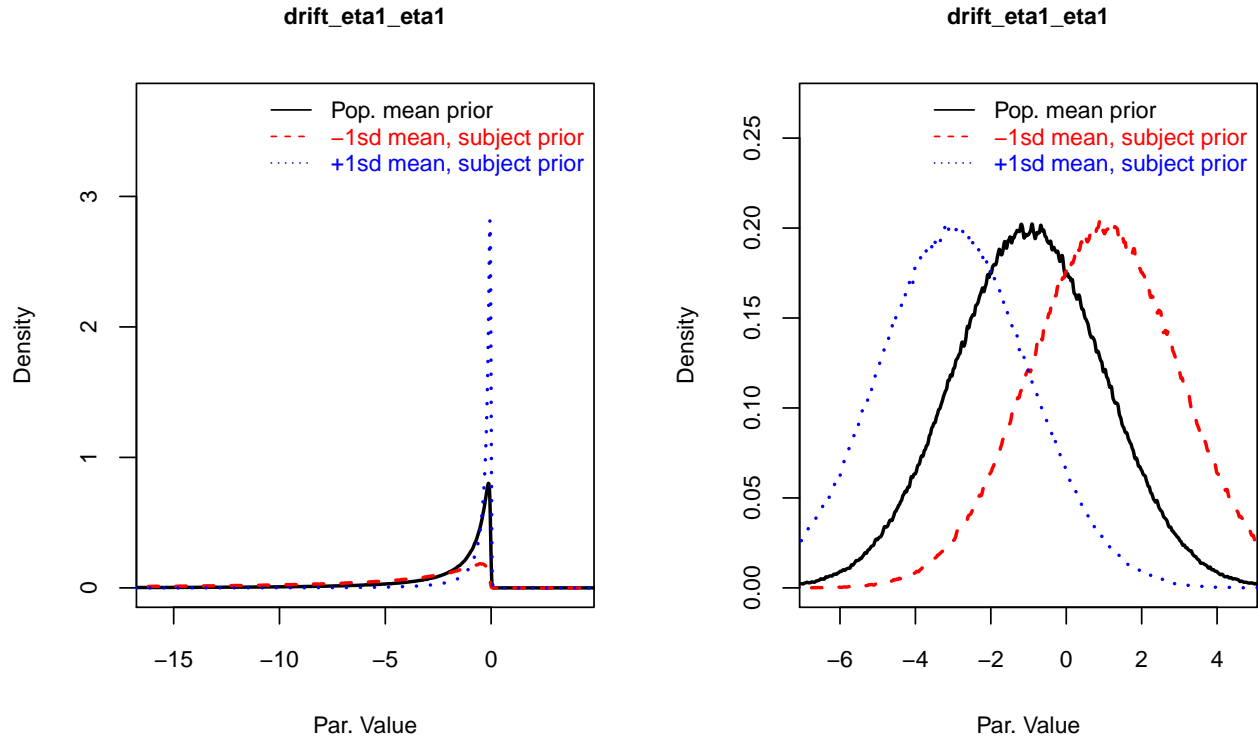 drift_eta1_eta1
Pop. mean prior
−1sd mean, subject prior
+1sd mean, subject prior
3
2
1
0
Density
−15 −10 −5 0
Par. Value
drift_eta1_eta1
Pop. mean prior
−1sd mean, subject prior
+1sd mean, subject prior
0.25
0.20
0.15
0.10
0.05
0.00
Density
−6 −4 −2 0 2 4
Par. Value